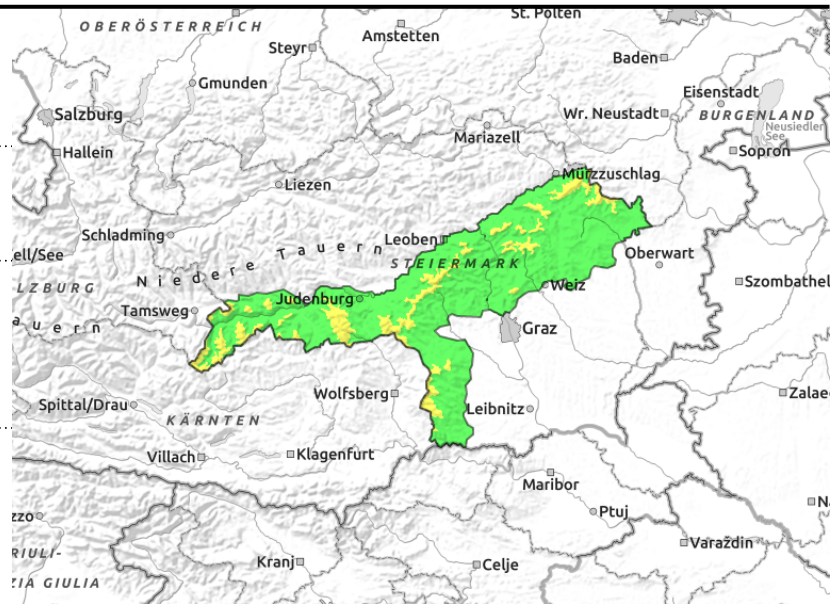 OBERÖSTERREICH
St. Pölten
Amstetten
Steyr
Baden
Gmunden
Eisenstadt
BURGENLAND
Salzburg
Wr. Neustadt
Neusiedler
See
Mariazell
Hallein
Sopron
Mürzzuschlag
Liezen
Schladming
Leoben
ell/See
Niedere Tauern
STEIERMARK
Oberwart
LZBURG
Szombathel
Tamsweg
Judenburg
Weiz
auern
Graz
Wolfsberg
Zalae
Spittal/Drau
Leibnitz
KÄRNTEN
Villach
Klagenfurt
Maribor
Na
zzo
Ptuj
Varaždin
RIULI-
Kranj
Celje
ZIA GIULIA